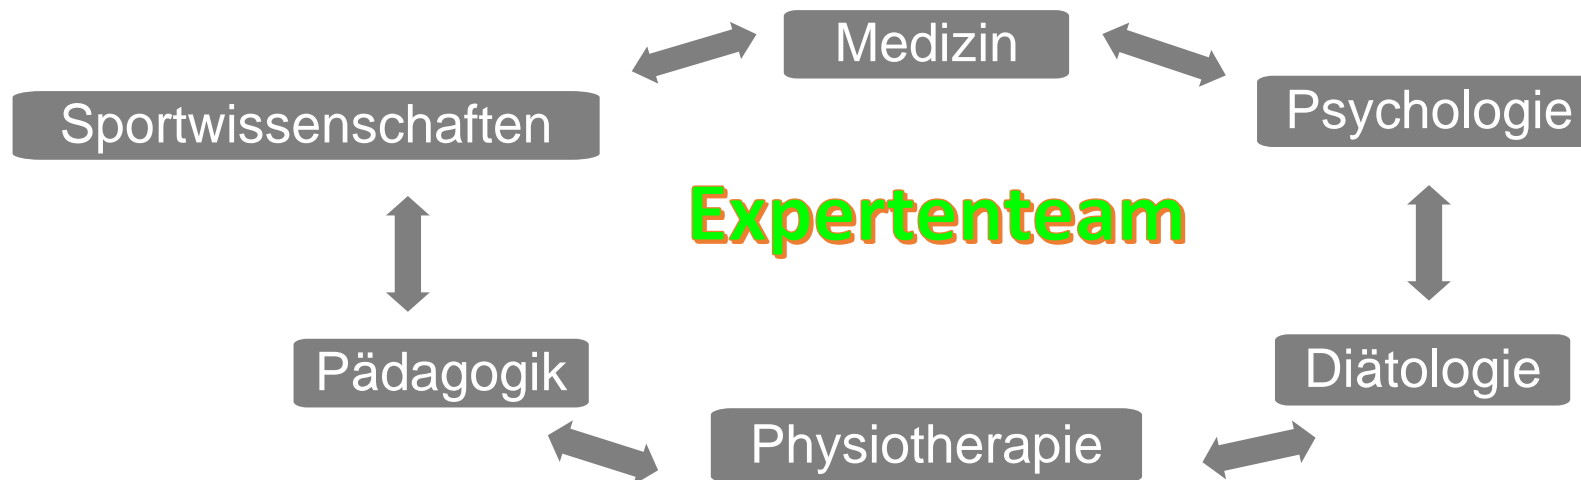 Medizin
Psychologie
Sportwissenschaften
Expertenteam
Diätologie
Pädagogik
Physiotherapie